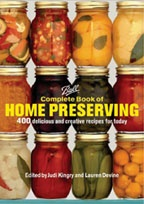 Ball
Complete Book of
HOME PRESERVING
400 delicious and creative recipes for today
Edited by Judi Kingry and Lauren Devine